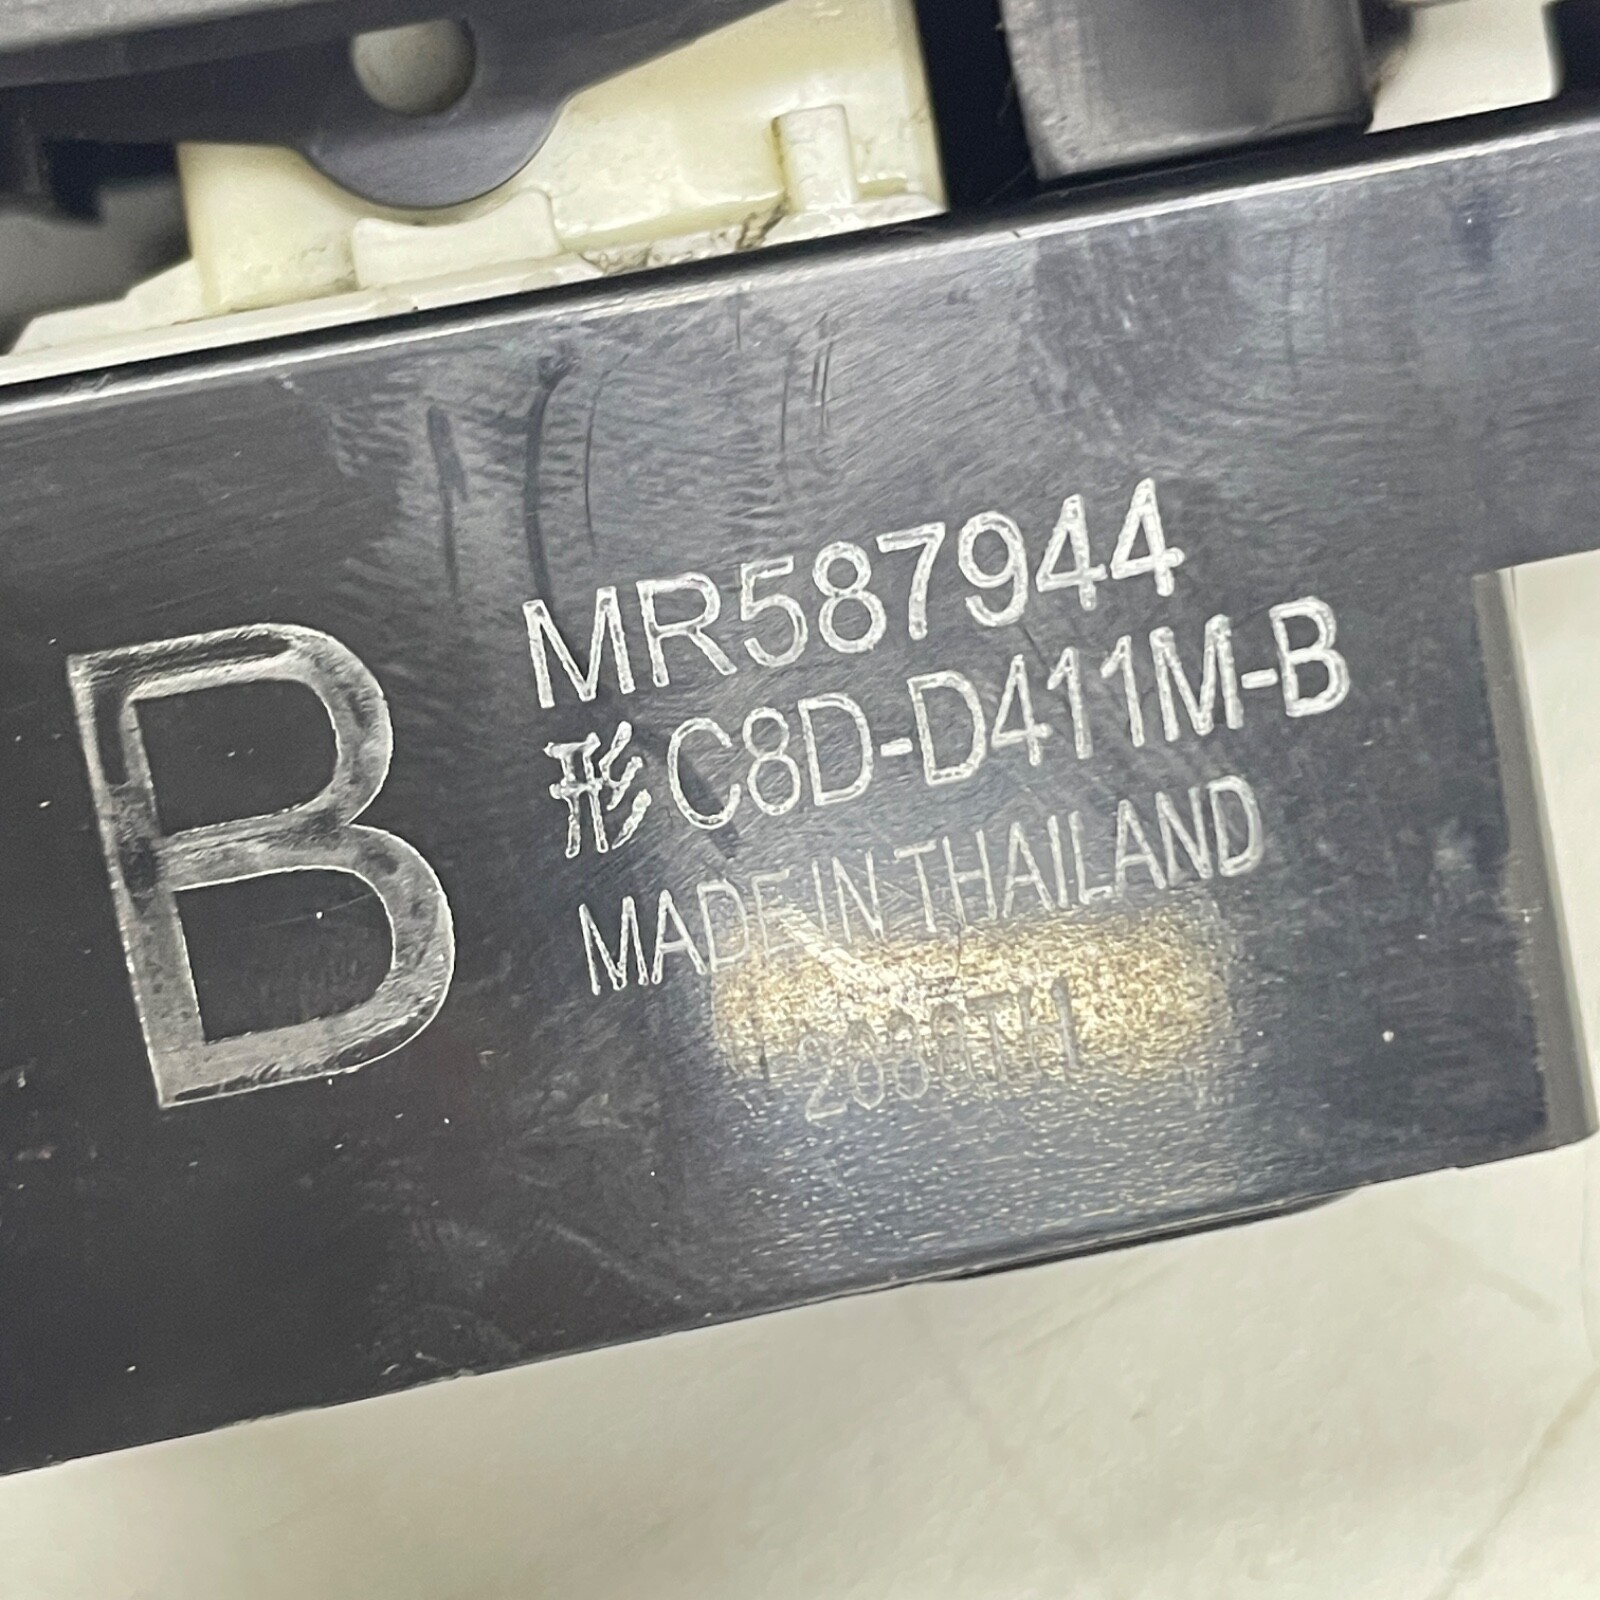 B
MR587944
形C8D-D411M-B
MADE IN THAILAND